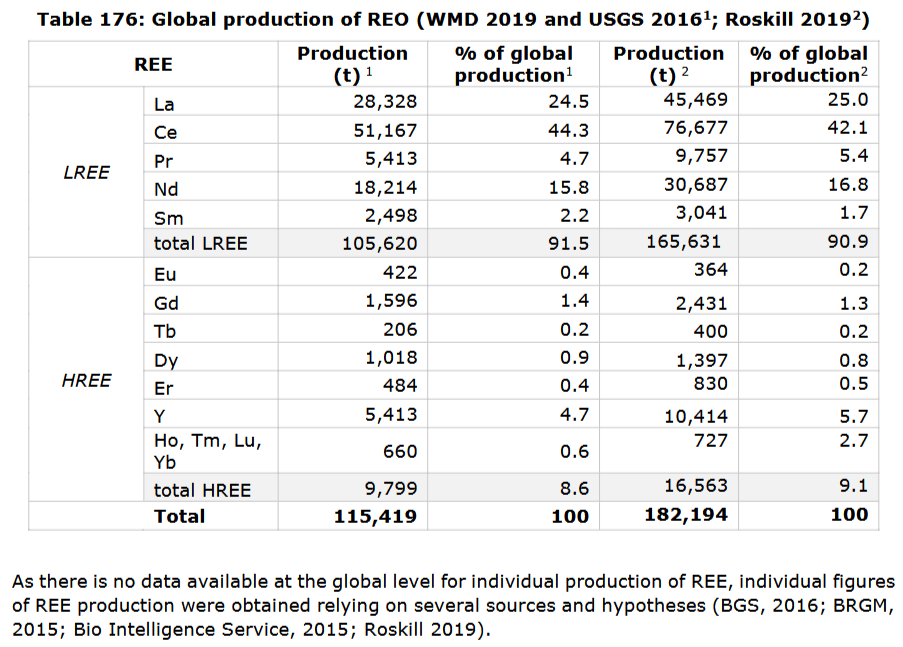 Table 176: Global production of REO (WMD 2019 and USGS 2016¹; Roskill 2019²)
REE Production (t) ¹ % of global production¹ Production (t) ² % of global production²
LREE
La 28,328 24.5 45,469 25.0
Ce 51,167 44.3 76,677 42.1
Pr 5,413 4.7 9,757 5.4
Nd 18,214 15.8 30,687 16.8
Sm 2,498 2.2 3,041 1.7
total LREE 105,620 91.5 165,631 90.9
HREE
Eu 422 0.4 364 0.2
Gd 1,596 1.4 2,431 1.3
Tb 206 0.2 400 0.2
Dy 1,018 0.9 1,397 0.8
Er 484 0.4 830 0.5
Y 5,413 4.7 10,414 5.7
Ho, Tm, Lu, Yb 660 0.6 727 2.7
total HREE 9,799 8.6 16,563 9.1
Total 115,419 100 182,194 100
As there is no data available at the global level for individual production of REE, individual figures
of REE production were obtained relying on several sources and hypotheses (BGS, 2016; BRGM,
2015; Bio Intelligence Service, 2015; Roskill 2019).